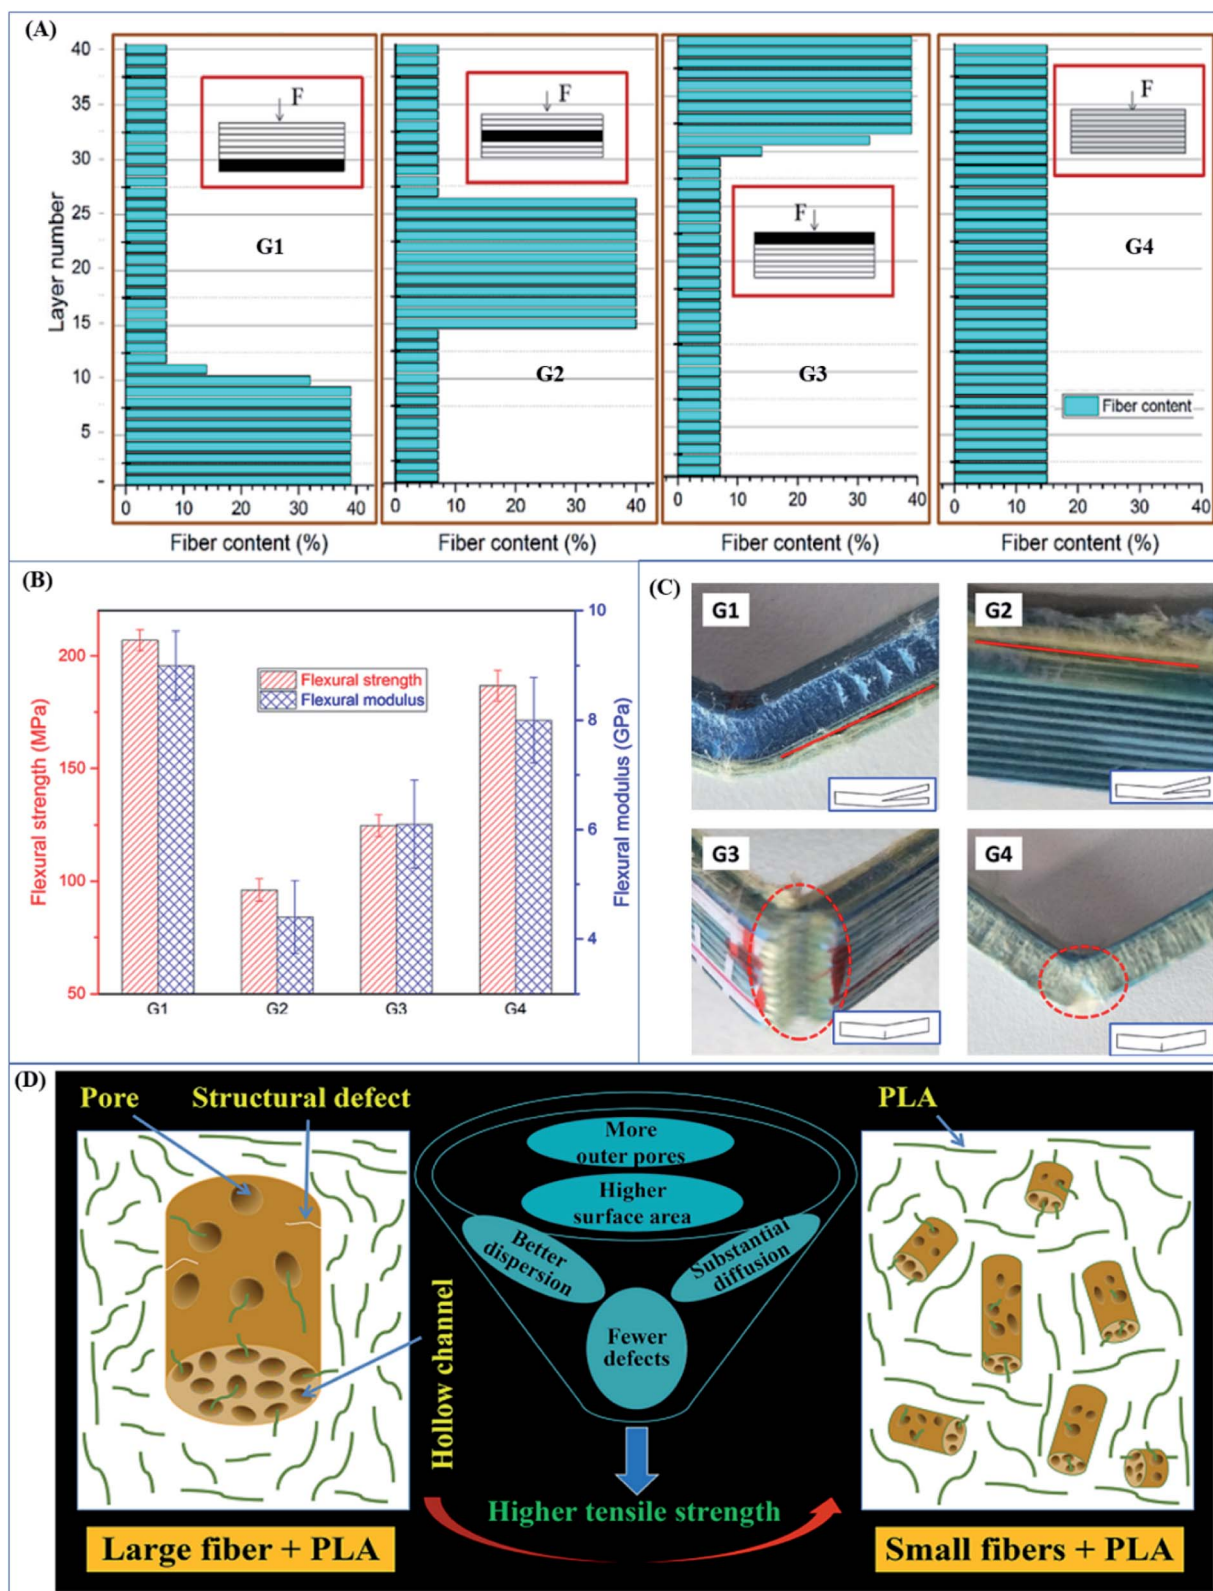 (A)
Layer number
40
35
30
25
20
15
10
5
F
G1
0 10 20 30 40
Fiber content (%)
F
G2
0 10 20 30 40
Fiber content (%)
F
G3
0 10 20 30 40
Fiber content (%)
F
G4
Fiber content
0 10 20 30 40
Fiber content (%)
(B)
Flexural strength (MPa)
200
150
100
50
Flexural strength
Flexural modulus
10
8
6
4
Flexural modulus (GPa)
G1 G2 G3 G4
(C)
G1
G2
G3
G4
(D)
Pore
Structural defect
Hollow channel
Large fiber + PLA
More
outer pores
Higher
surface area
Better
dispersion
Substantial
diffusion
Fewer
defects
Higher tensile strength
PLA
Small fibers + PLA